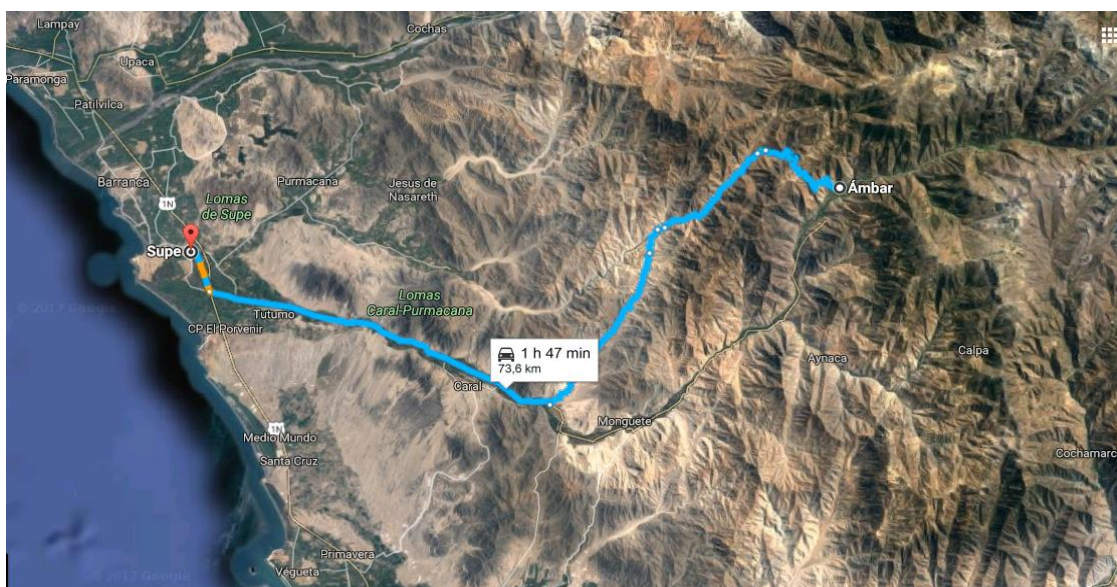 Lampay
Cochas
Upaca
Paramonga
Pativilca
Barranca
1N
Lomas
de Supe
Purmacana
Jesus de
Nasareth
Ámbar
Supe
© 2017 Google
Tutumo
Lomas
Caral-Purmacana
CP El Porvenir
1 h 47 min
73,6 km
Aynaca
Calpa
Caral
Monguete
1N
Medio Mundo
Santa Cruz
Cochamarc
Primavera
Végueta
© 2017 Google